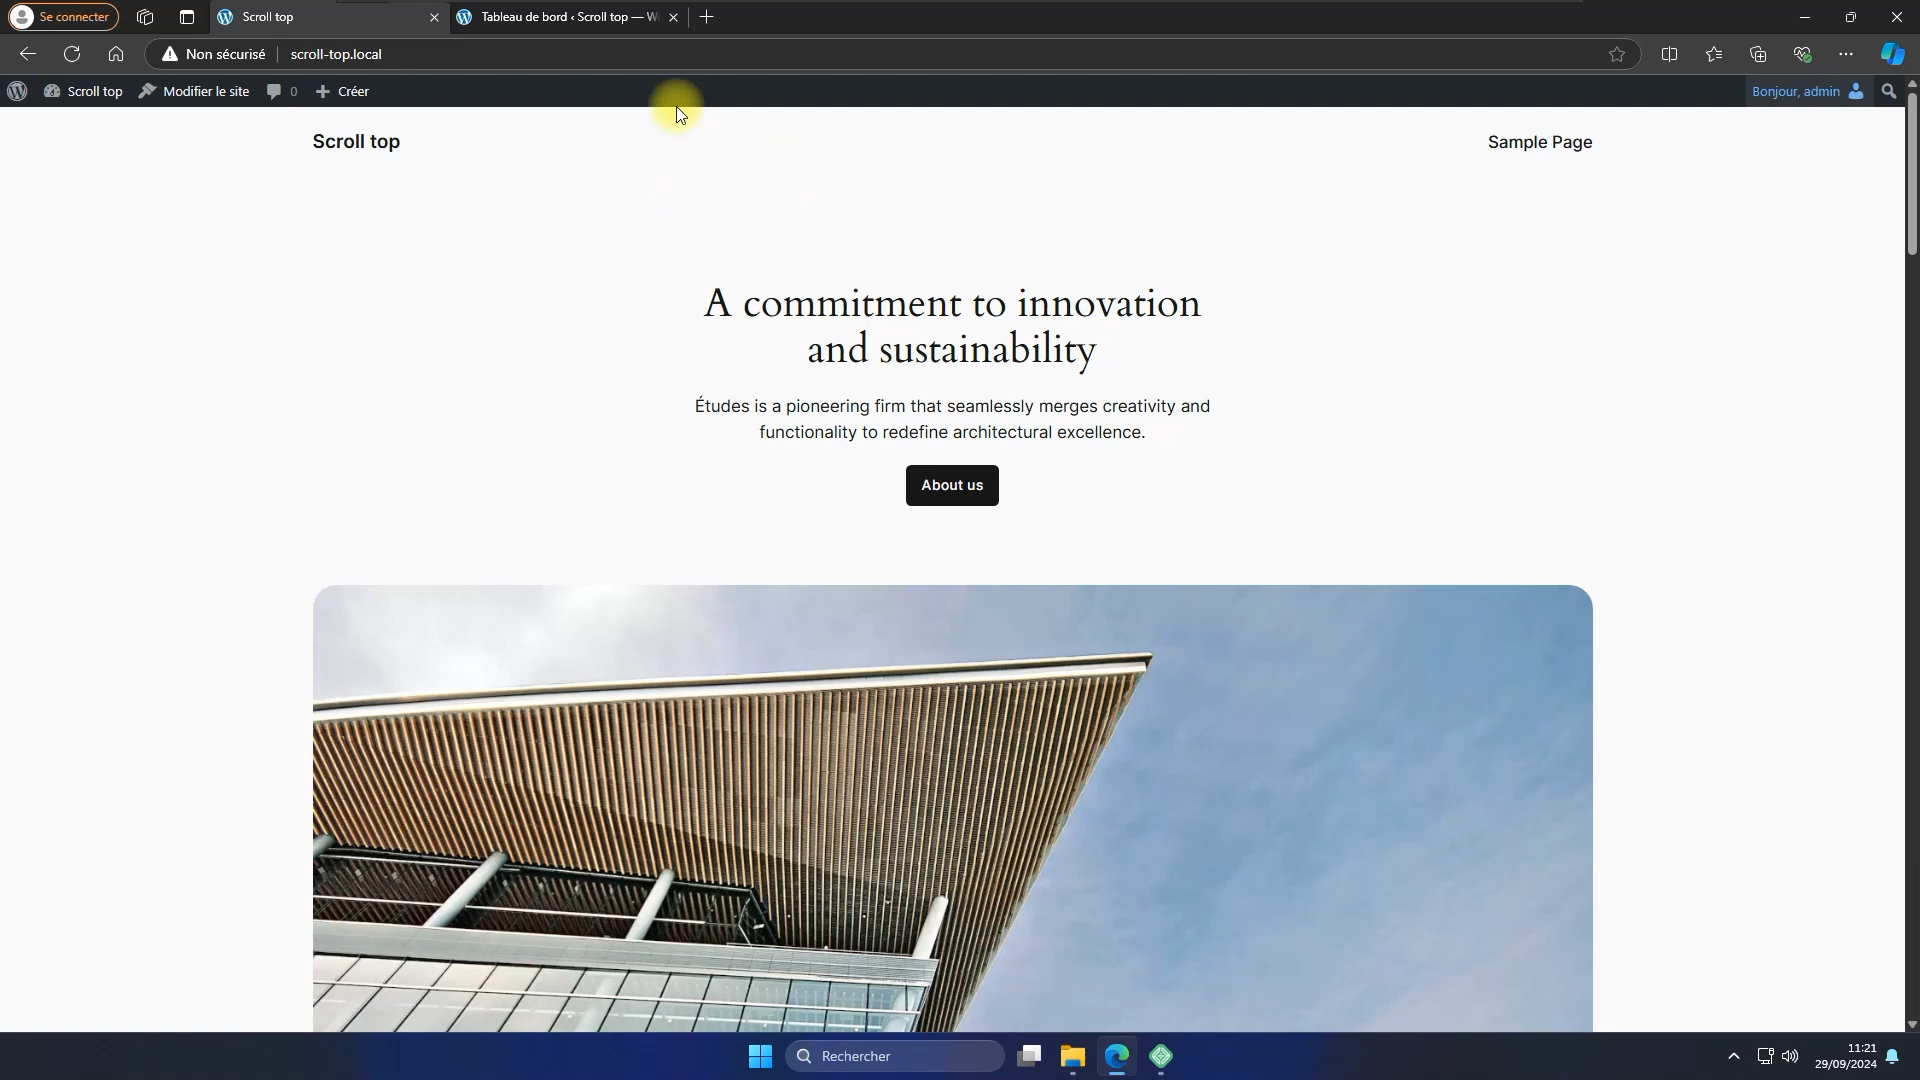 Se connecter
Scroll top
Tableau de bord ‹ Scroll top — W
Non sécurisé
scroll-top.local
Scroll top
Modifier le site
0
Créer
Bonjour, admin
Scroll top
Sample Page
A commitment to innovation
and sustainability
Études is a pioneering firm that seamlessly merges creativity and
functionality to redefine architectural excellence.
About us
Rechercher
11:21
29/09/2024